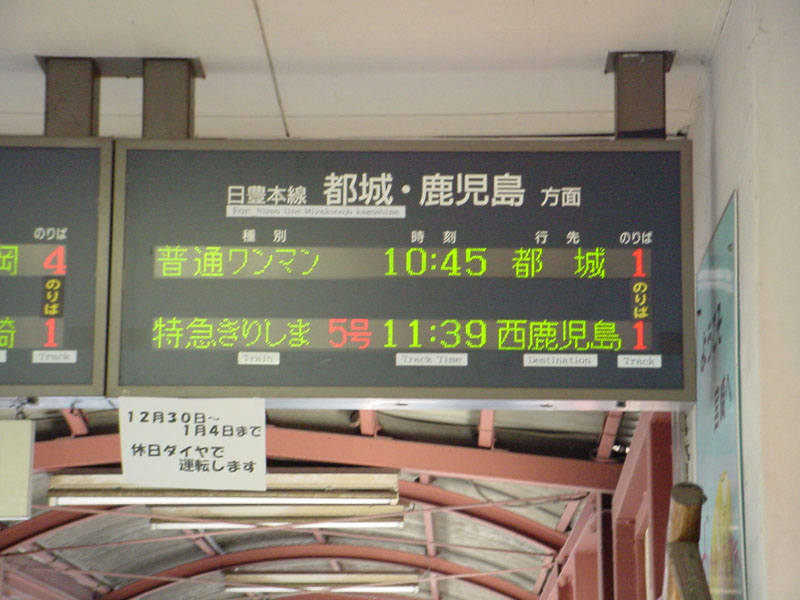 日豊本線 都城・鹿児島 方面
For Nippo line Miyakonojo kagoshima
種別 時刻 行先 のりば
普通ワンマン 10:45 都城 1
のりば
特急きりしま 5号 11:39 西鹿児島 1
Train Track Time Destination Track
のりば
岡 4
のりば
崎 1
Track
12月30日~
1月4日まで
休日ダイヤで
運転します